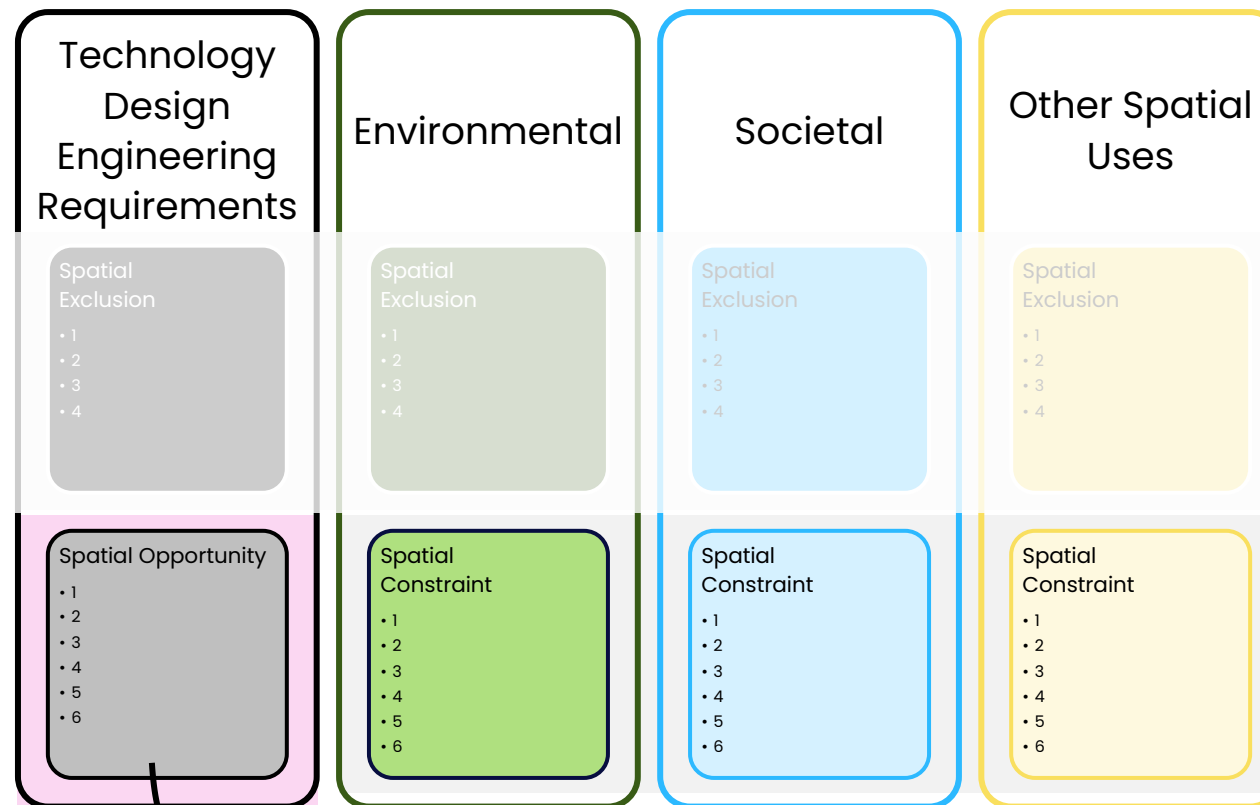 Technology
Design
Engineering
Requirements
Spatial
Exclusion
• 1
• 2
• 3
• 4
Spatial Opportunity
• 1
• 2
• 3
• 4
• 5
• 6
Environmental
Spatial
Exclusion
• 1
• 2
• 3
• 4
Spatial
Constraint
• 1
• 2
• 3
• 4
• 5
• 6
Societal
Spatial
Exclusion
• 1
• 2
• 3
• 4
Spatial
Constraint
• 1
• 2
• 3
• 4
• 5
• 6
Other Spatial
Uses
Spatial
Exclusion
• 1
• 2
• 3
• 4
Spatial
Constraint
• 1
• 2
• 3
• 4
• 5
• 6